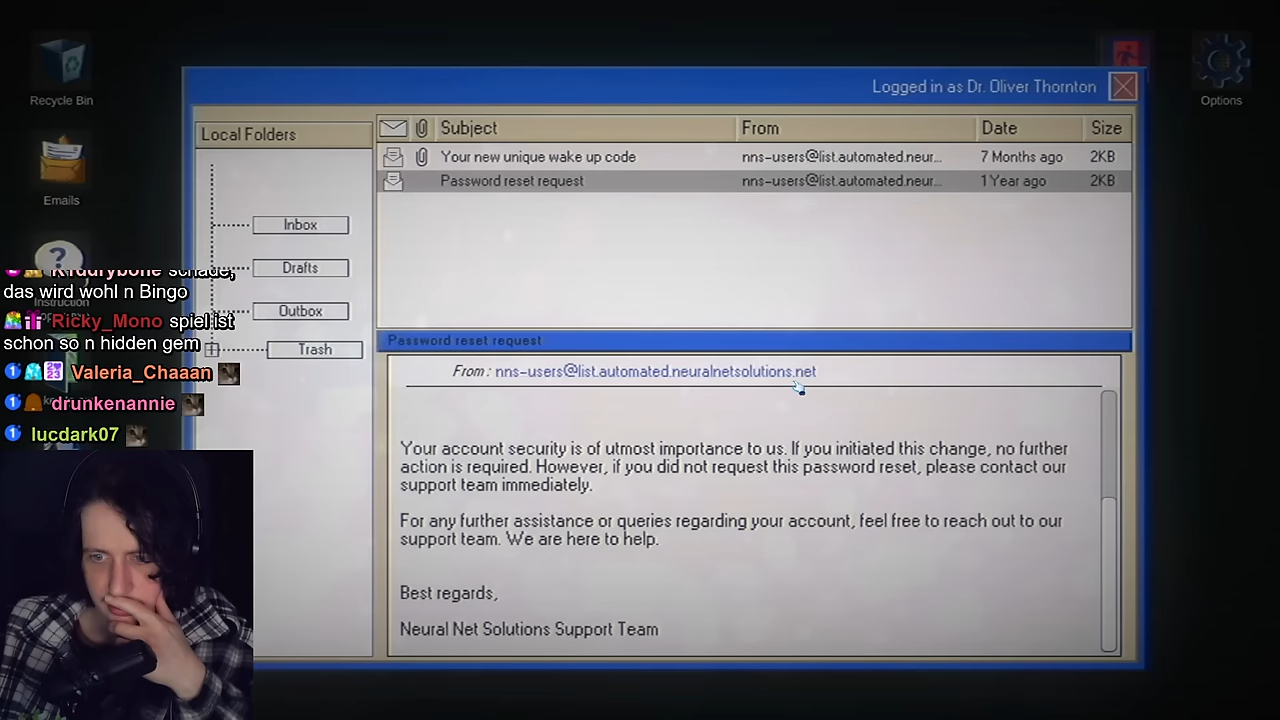 Recycle Bin
Emails
Options
Logged in as Dr. Oliver Thornton
Local Folders
Inbox
Drafts
Outbox
Trash
Subject From Date Size
Your new unique wake up code nns-users@list.automated.neur... 7 Months ago 2KB
Password reset request nns-users@list.automated.neur... 1 Year ago 2KB
Password reset request
From : nns-users@list.automated.neuralnetsolutions.net
Your account security is of utmost importance to us. If you initiated this change, no further
action is required. However, if you did not request this password reset, please contact our
support team immediately.
For any further assistance or queries regarding your account, feel free to reach out to our
support team. We are here to help.
Best regards,
Neural Net Solutions Support Team
schade,
das wird wohl n Bingo
Ricky_Mono spiel ist
schon so n hidden gem
Valeria_Chaaan
drunkenannie
lucdark07